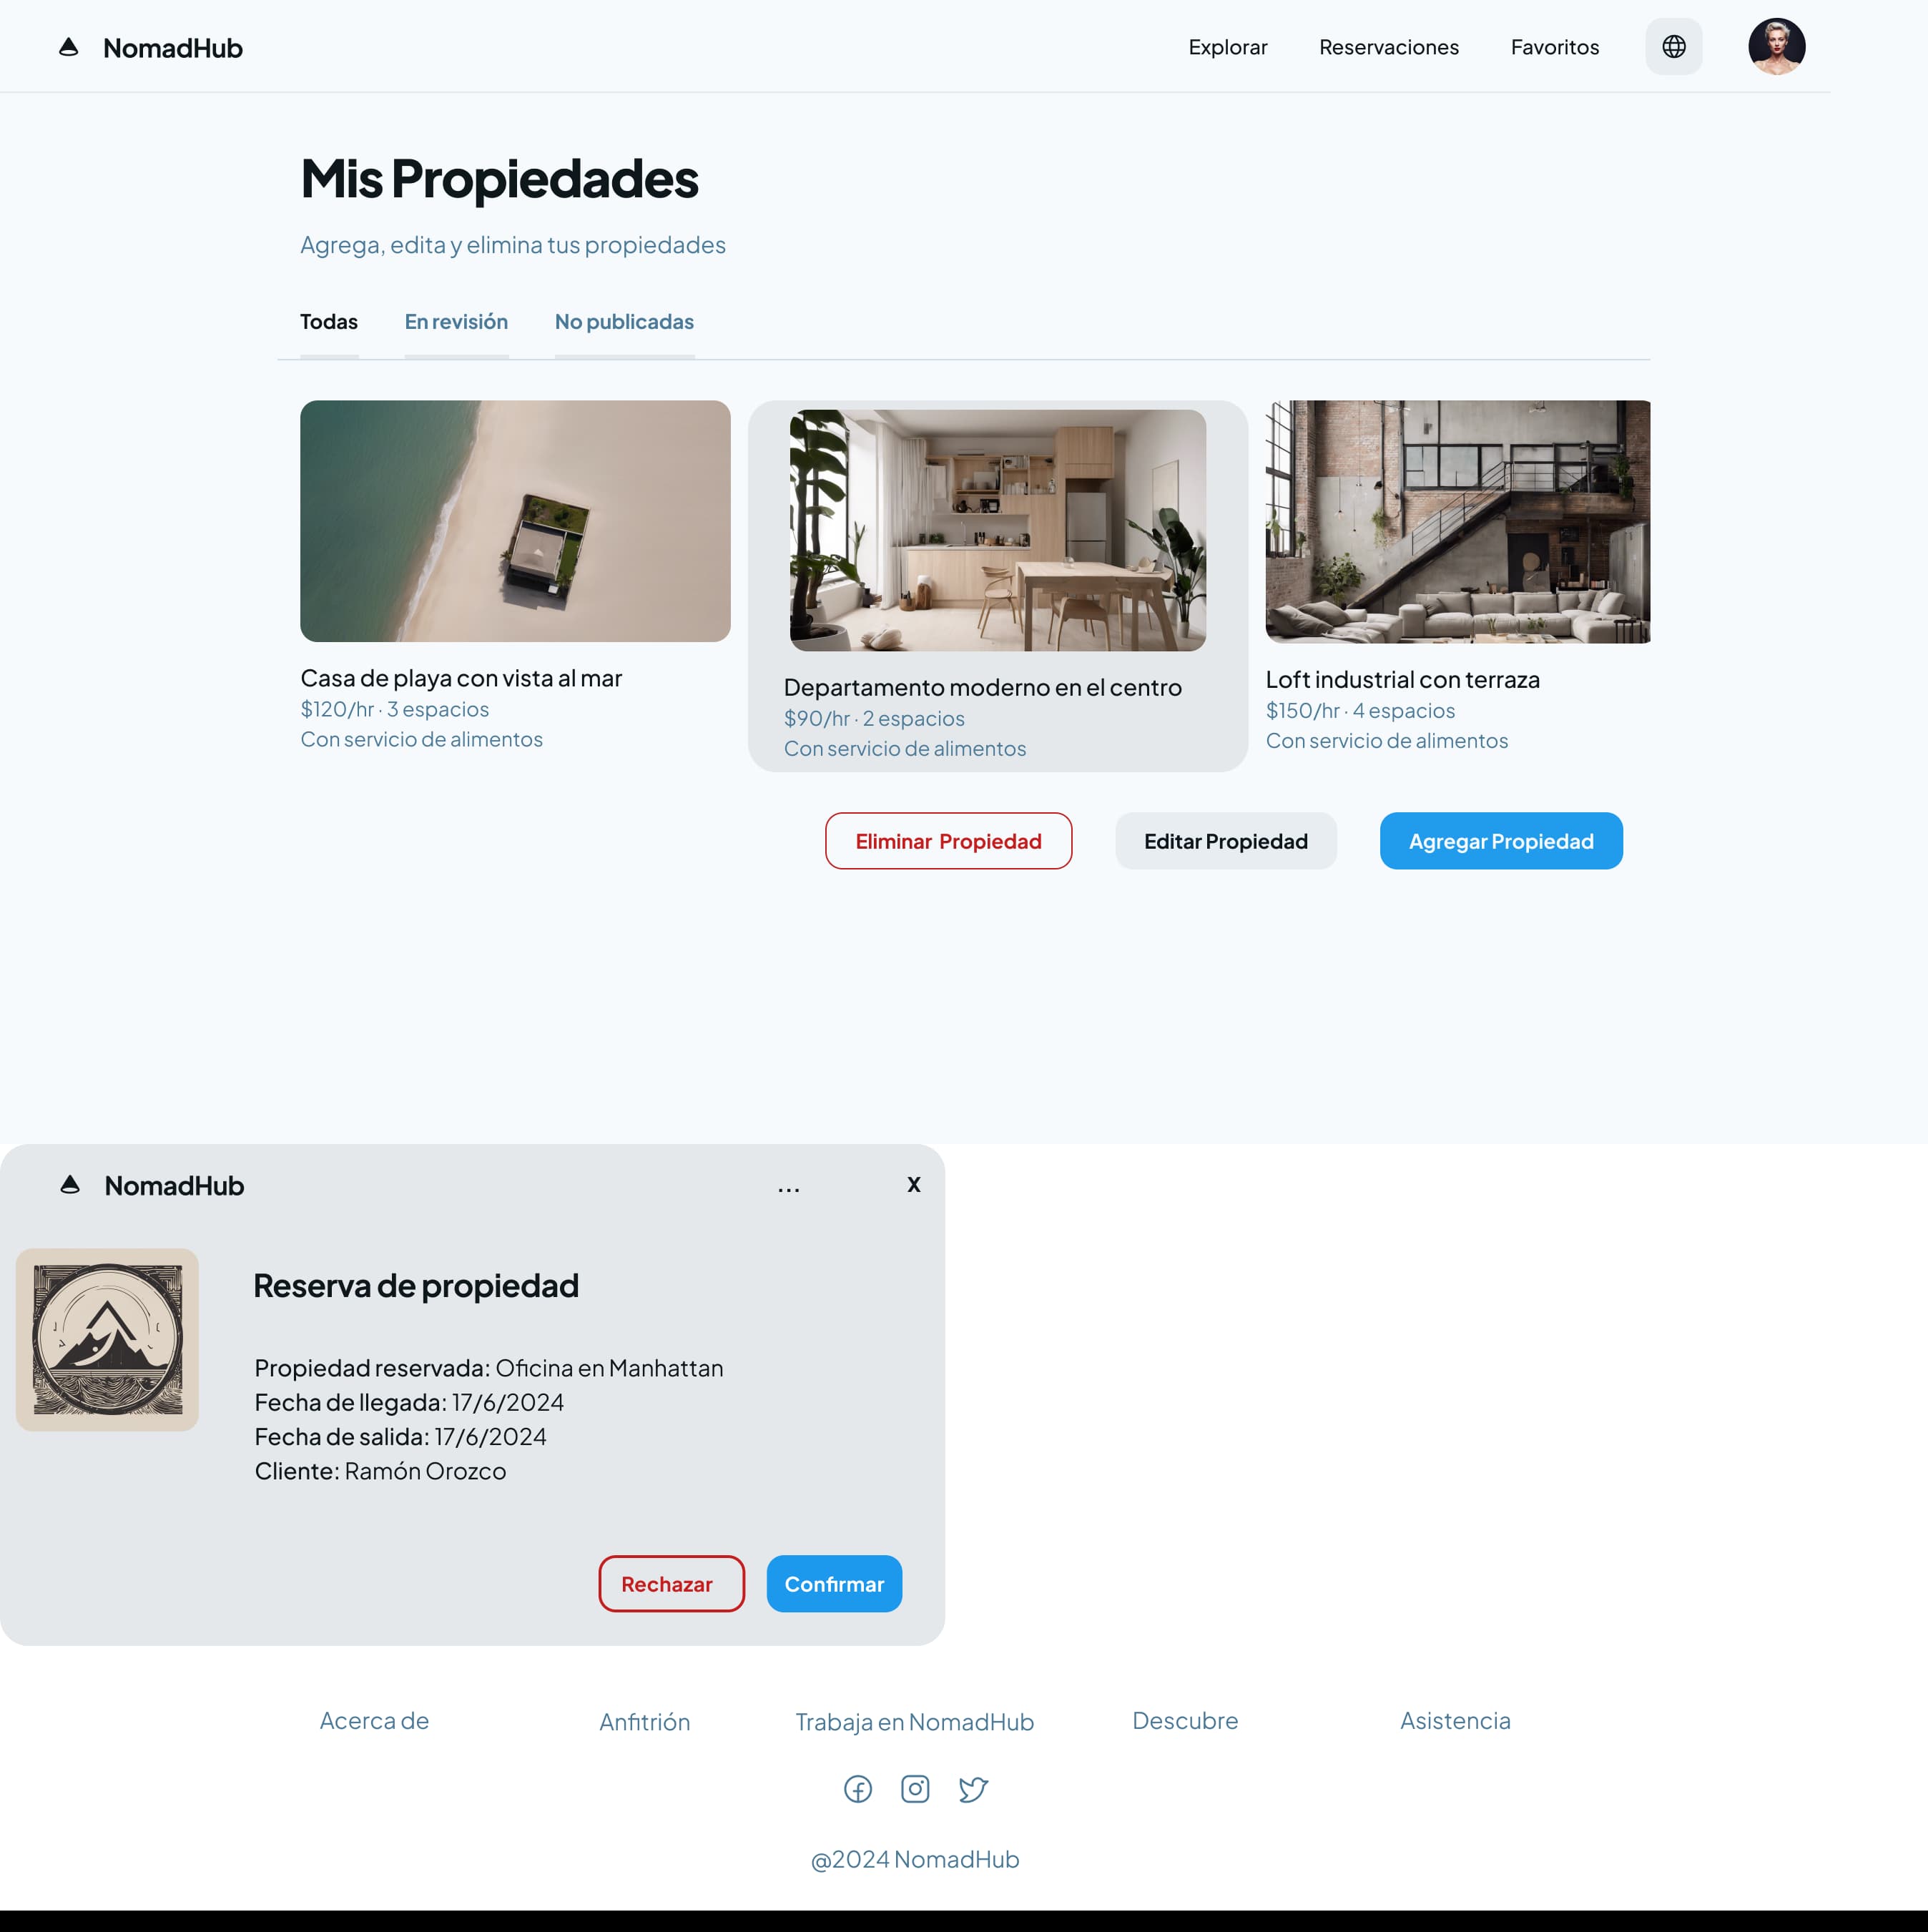 NomadHub
Explorar
Reservaciones
Favoritos
Mis Propiedades
Agrega, edita y elimina tus propiedades
Todas
En revisión
No publicadas
Casa de playa con vista al mar
$120/hr · 3 espacios
Con servicio de alimentos
Departamento moderno en el centro
$90/hr · 2 espacios
Con servicio de alimentos
Loft industrial con terraza
$150/hr · 4 espacios
Con servicio de alimentos
Eliminar Propiedad
Editar Propiedad
Agregar Propiedad
NomadHub
...
X
Reserva de propiedad
Propiedad reservada: Oficina en Manhattan
Fecha de llegada: 17/6/2024
Fecha de salida: 17/6/2024
Cliente: Ramón Orozco
Rechazar
Confirmar
Acerca de
Anfitrión
Trabaja en NomadHub
Descubre
Asistencia
@2024 NomadHub